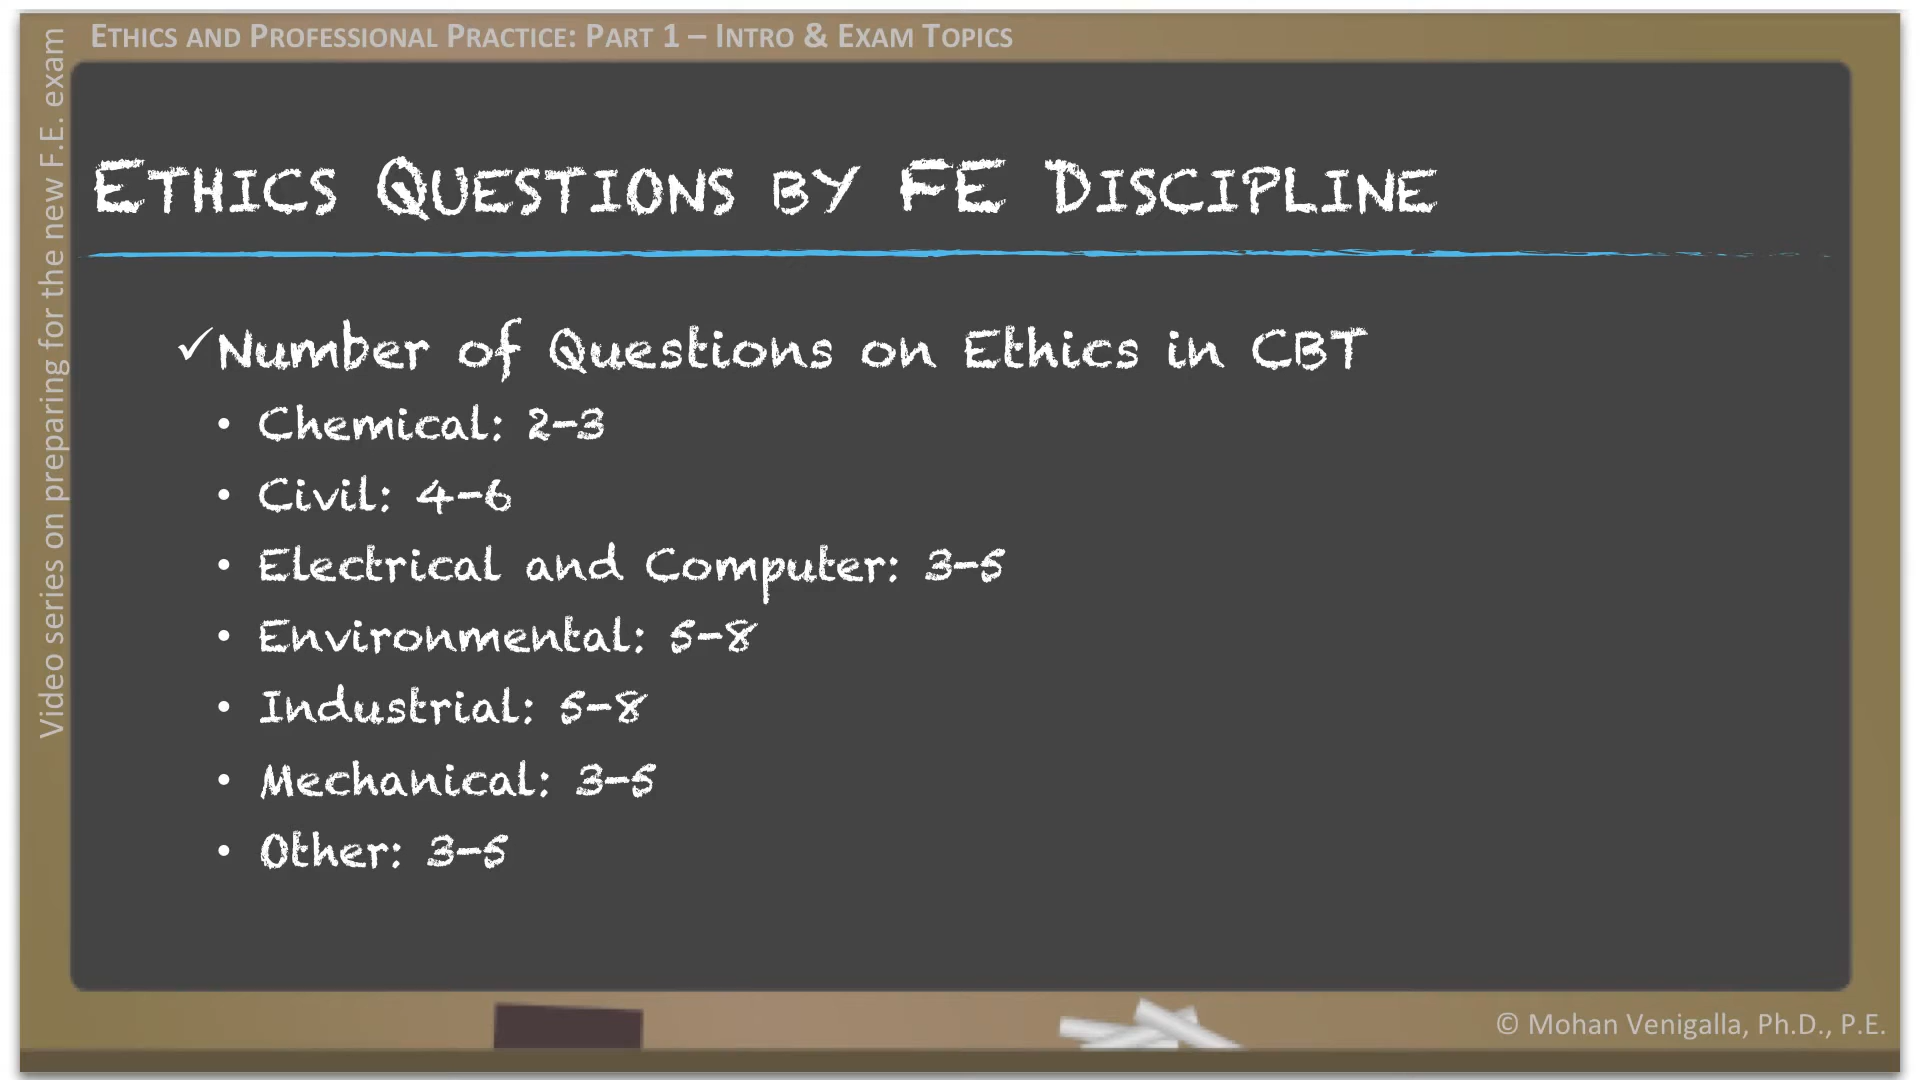 Ethics and Professional Practice: Part 1 – Intro & Exam Topics
Video series on preparing for the new F.E. exam
Ethics Questions by FE Discipline
✓Number of Questions on Ethics in CBT
• Chemical: 2-3
• Civil: 4-6
• Electrical and Computer: 3-5
• Environmental: 5-8
• Industrial: 5-8
• Mechanical: 3-5
• Other: 3-5
© Mohan Venigalla, Ph.D., P.E.